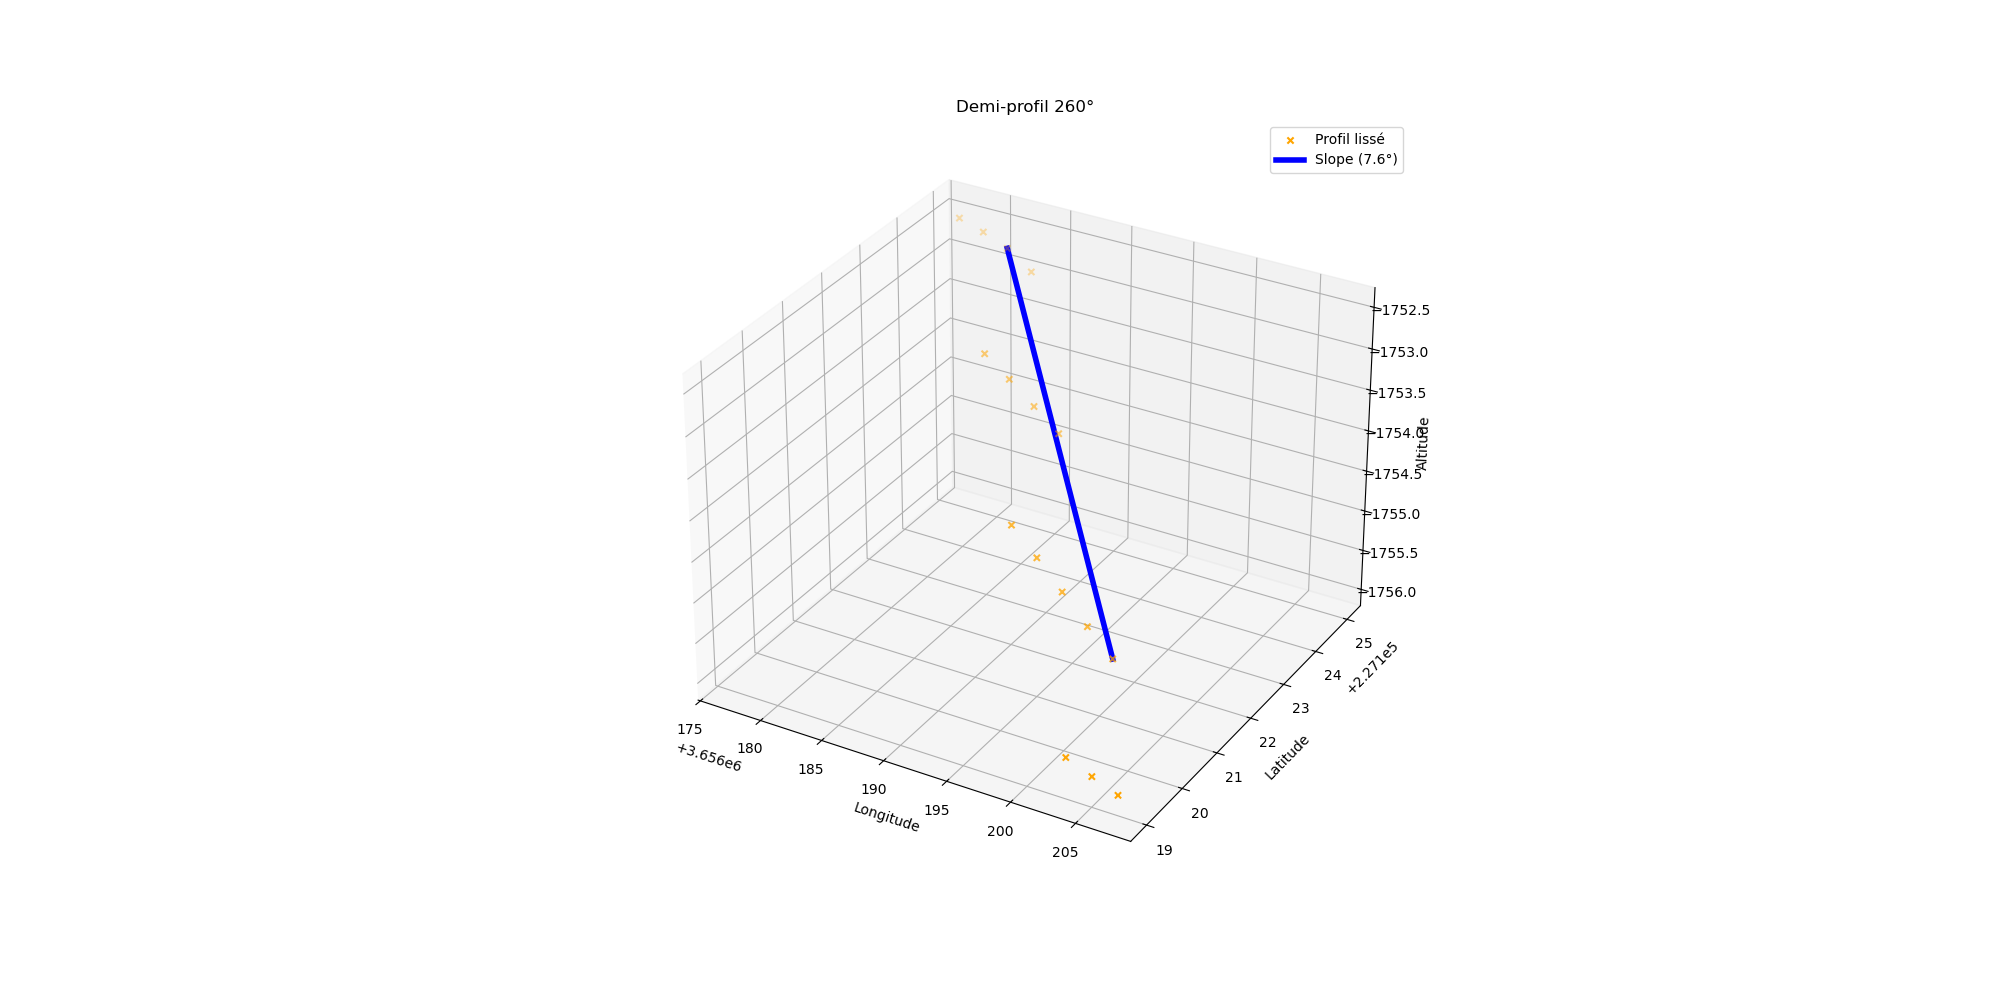 Demi-profil 260°
Profil lissé
Slope (7.6°)
−1752.5
−1753.0
−1753.5
−1754.0
−1754.5
−1755.0
−1755.5
−1756.0
Altitude
25
24
23
22
21
20
19
+2.271e5
Latitude
175
180
185
190
195
200
205
+3.656e6
Longitude